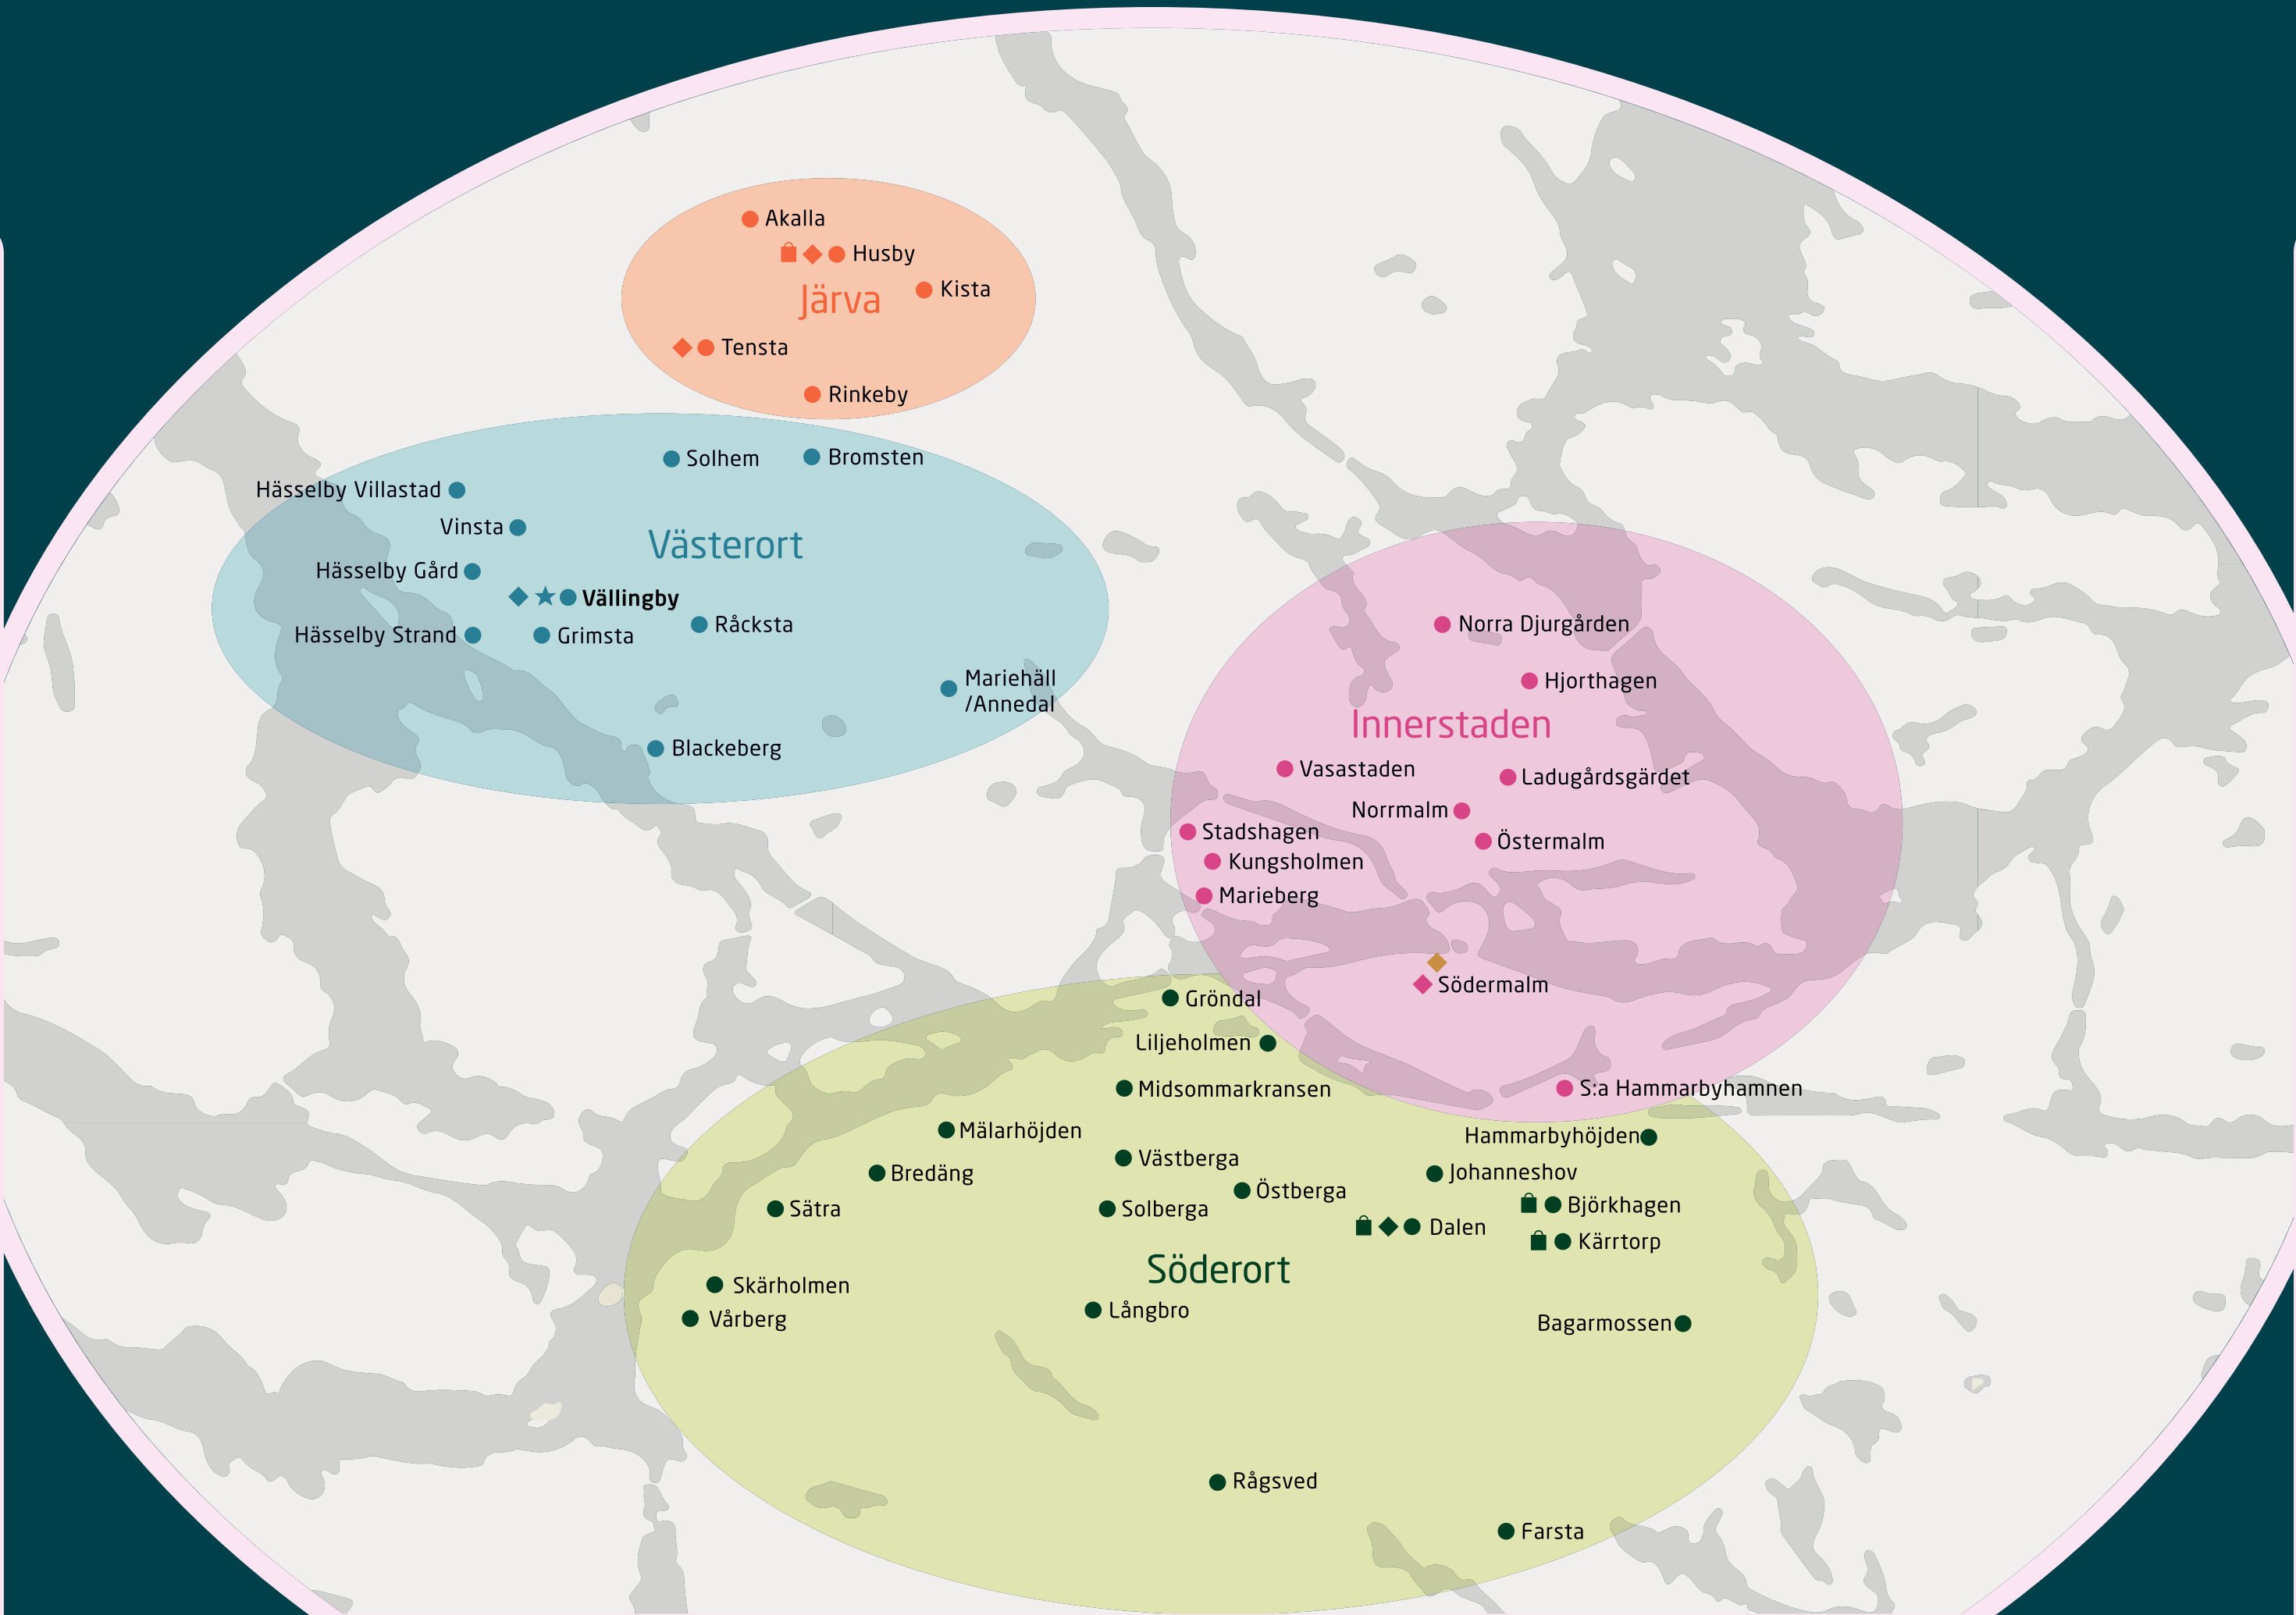 Akalla
Husby
Kista
Järva
Tensta
Rinkeby
Solhem
Bromsten
Hässelby Villastad
Vinsta
Västerort
Hässelby Gård
Vällingby
Råcksta
Hässelby Strand
Grimsta
Mariehäll
/Annedal
Blackeberg
Norra Djurgården
Hjorthagen
Innerstaden
Vasastaden
Ladugårdsgärdet
Norrmalm
Stadshagen
Östermalm
Kungsholmen
Marieberg
Södermalm
S:a Hammarbyhamnen
Gröndal
Liljeholmen
Midsommarkransen
Mälarhöjden
Hammarbyhöjden
Västberga
Johanneshov
Bredäng
Östberga
Björkhagen
Sätra
Solberga
Dalen
Kärrtorp
Söderort
Skärholmen
Långbro
Vårberg
Bagarmossen
Rågsved
Farsta